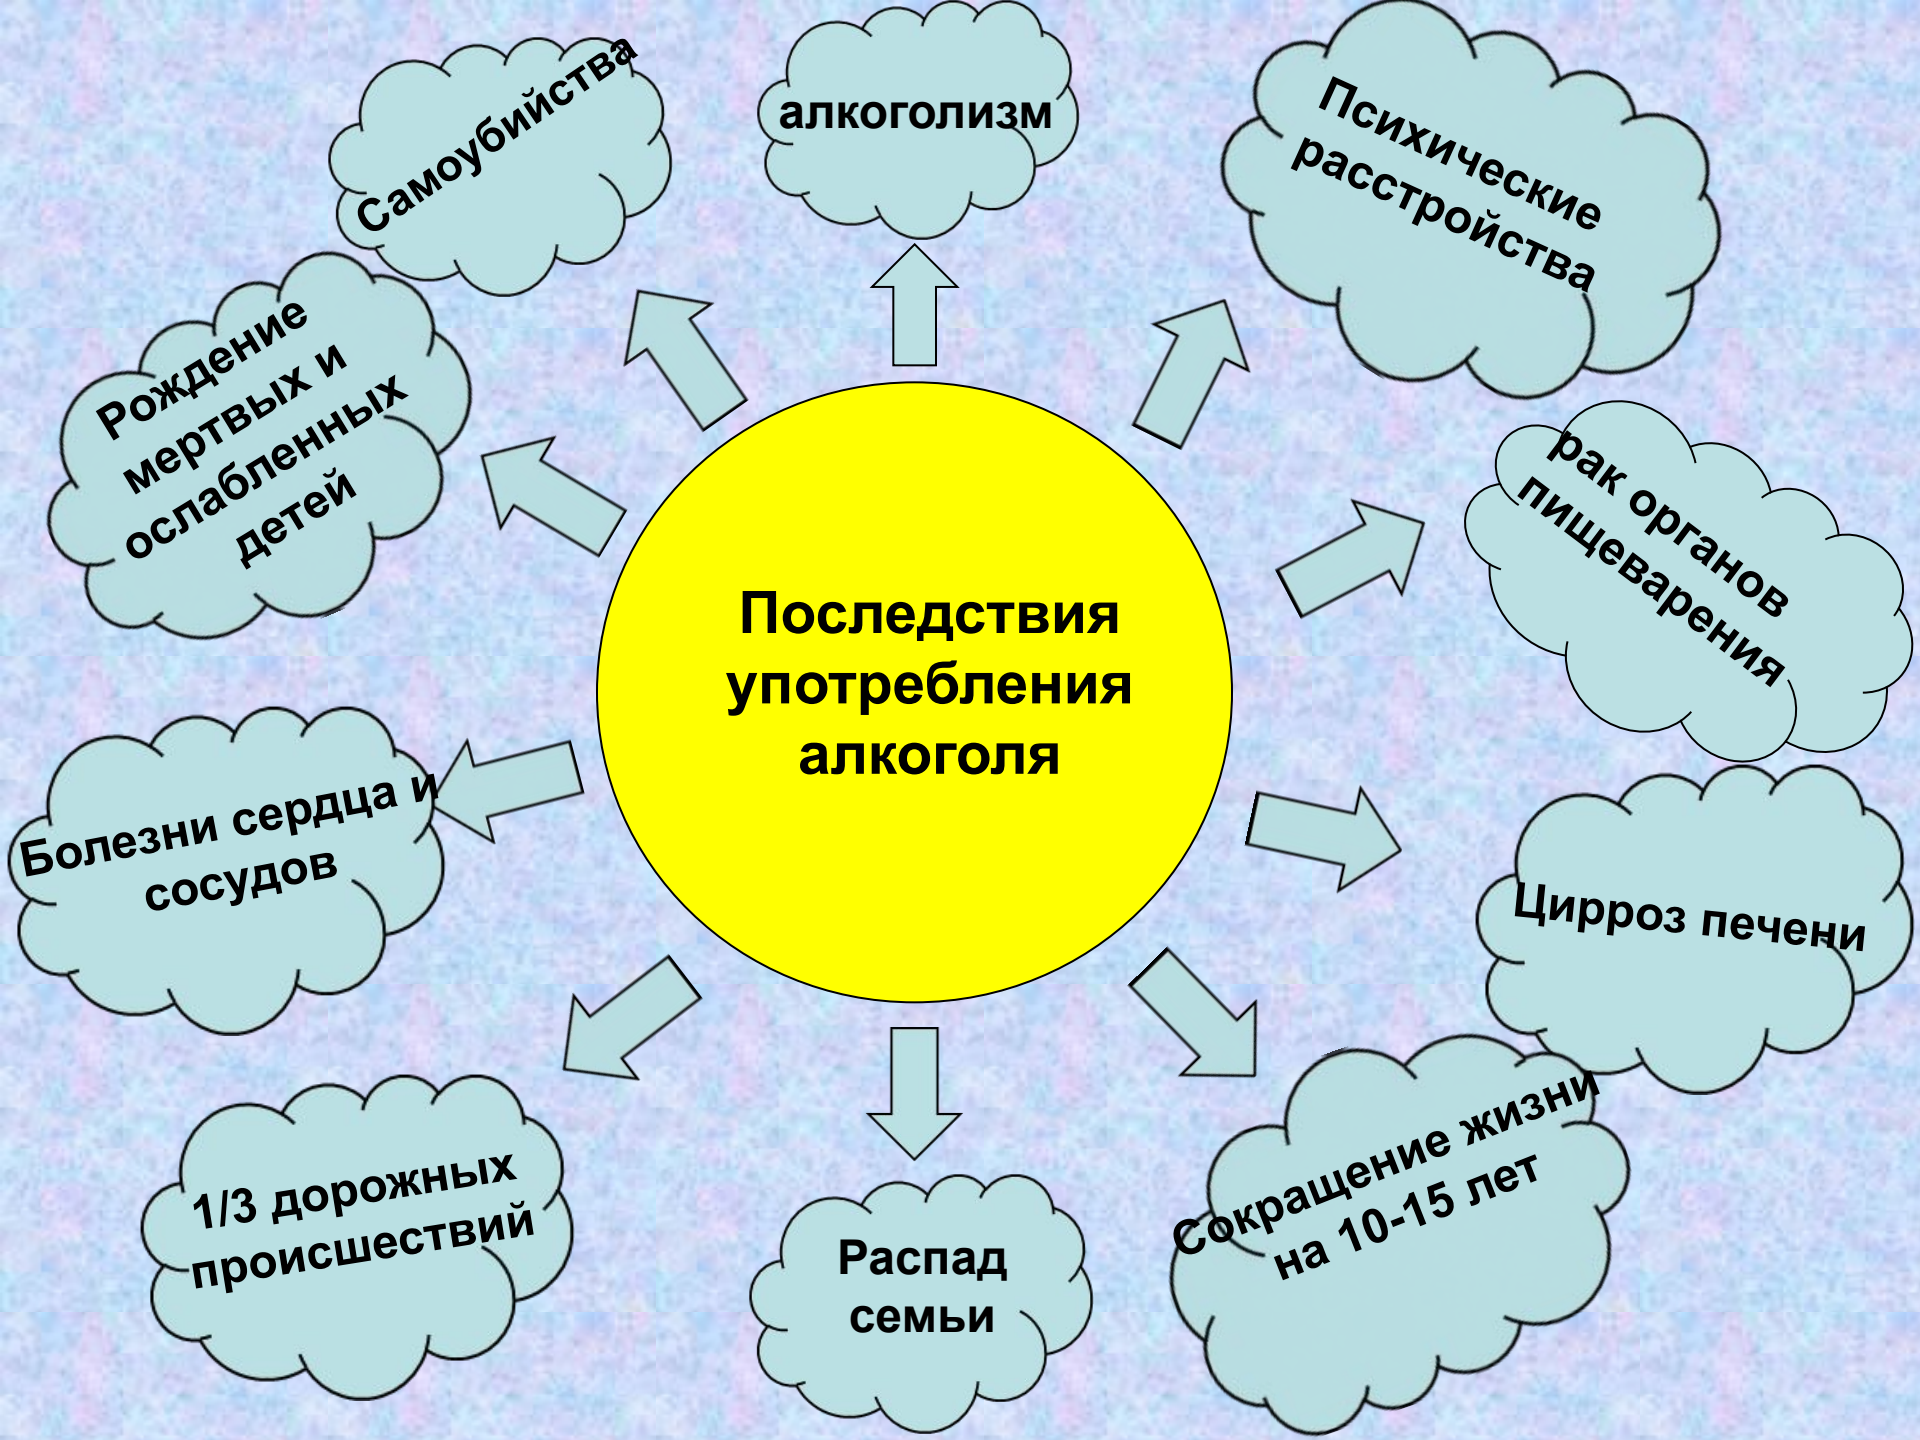 Самоубийства
алкоголизм
Психические
расстройства
Рождение
мертвых и
ослабленных
детей
рак органов
пищеварения
Последствия
употребления
алкоголя
Болезни сердца и
сосудов
Цирроз печени
1/3 дорожных
происшествий
Распад
семьи
Сокращение жизни
на 10-15 лет